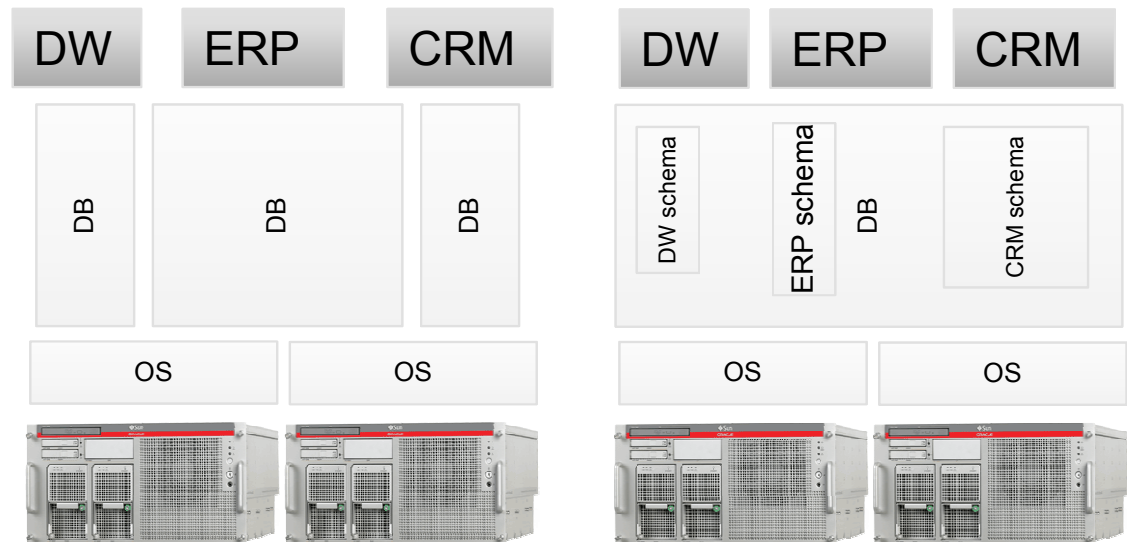 DW ERP CRM
DB DB DB
OS OS
DW ERP CRM
DW schema ERP schema DB CRM schema
OS OS